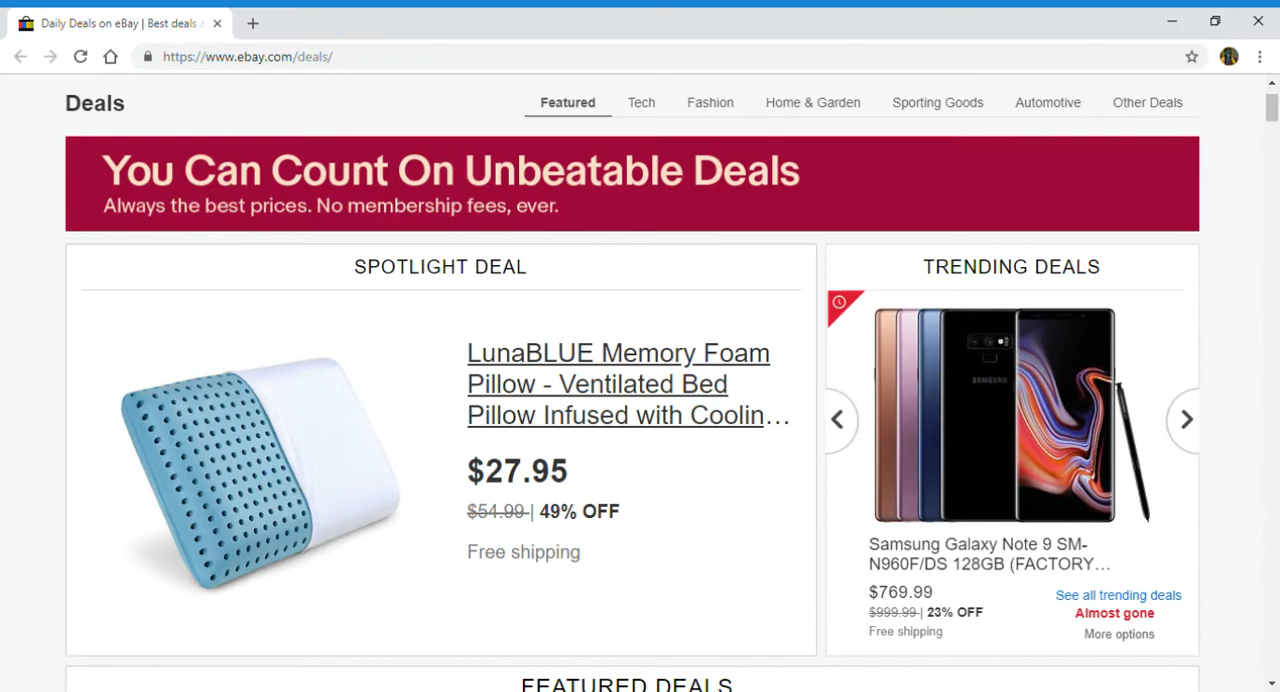 Daily Deals on eBay | Best deals a
https://www.ebay.com/deals/
Deals
Featured Tech Fashion Home & Garden Sporting Goods Automotive Other Deals
You Can Count On Unbeatable Deals
Always the best prices. No membership fees, ever.
SPOTLIGHT DEAL
LunaBLUE Memory Foam
Pillow - Ventilated Bed
Pillow Infused with Coolin…
$27.95
$54.99 | 49% OFF
Free shipping
TRENDING DEALS
SAMSUNG
Samsung Galaxy Note 9 SM-
N960F/DS 128GB (FACTORY…
$769.99
$999.99 | 23% OFF
Free shipping
See all trending deals
Almost gone
More options
FEATURED DEALS